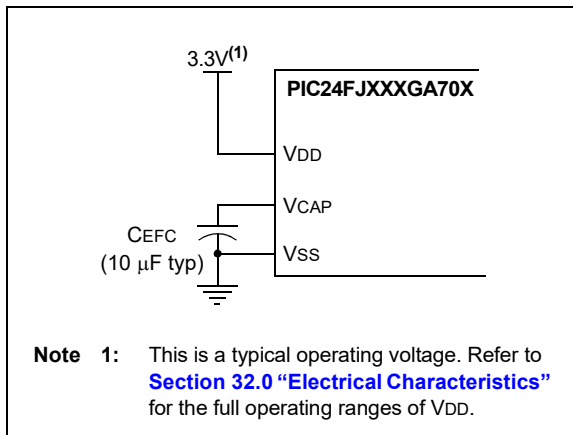 3.3V(1)
PIC24FJXXXGA70X
VDD
VCAP
CEFC
(10 μF typ)
VSS
Note 1: This is a typical operating voltage. Refer to
Section 32.0 “Electrical Characteristics”
for the full operating ranges of VDD.